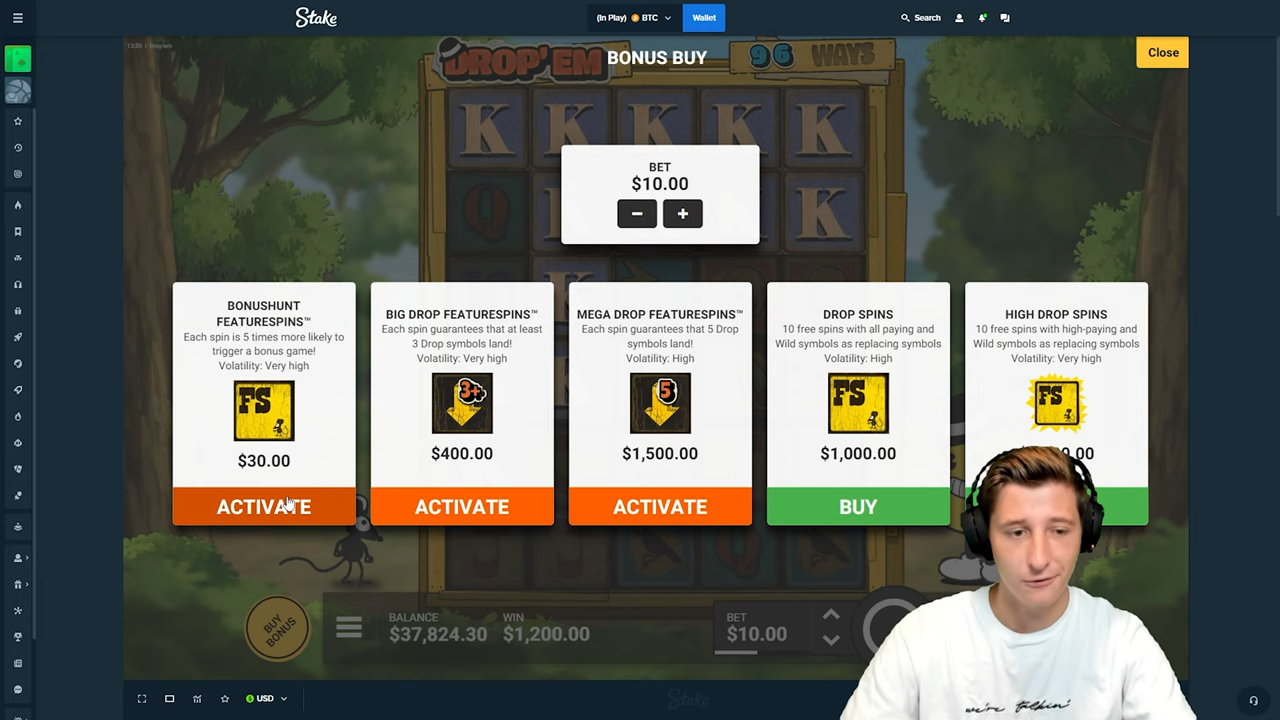 Stake
(In Play) BTC
Wallet
Search
DROP'EM
96 WAYS
BONUS BUY
Close
K K K K K
Q K
K
BET
$10.00
− +
BONUSHUNT
FEATURESPINS™
Each spin is 5 times more likely to
trigger a bonus game!
Volatility: Very high
FS
$30.00
ACTIVATE
BIG DROP FEATURESPINS™
Each spin guarantees that at least
3 Drop symbols land!
Volatility: Very high
3+
$400.00
ACTIVATE
MEGA DROP FEATURESPINS™
Each spin guarantees that 5 Drop
symbols land!
Volatility: High
5
$1,500.00
ACTIVATE
DROP SPINS
10 free spins with all paying and
Wild symbols as replacing symbols
Volatility: High
FS
$1,000.00
BUY
HIGH DROP SPINS
10 free spins with high-paying and
Wild symbols as replacing symbols
Volatility: Very high
FS
BUY BONUS
BALANCE
$37,824.30
WIN
$1,200.00
BET
$10.00
USD
Stake
we're talkin'